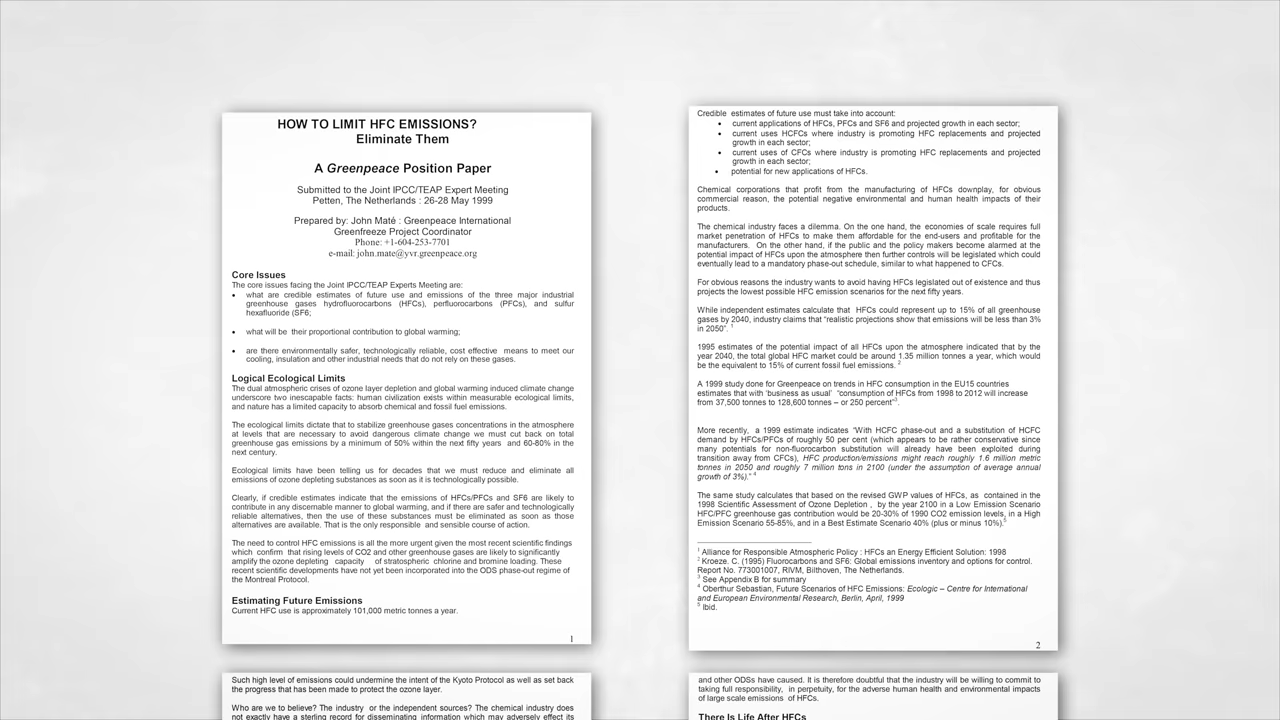 HOW TO LIMIT HFC EMISSIONS?
Eliminate Them
A Greenpeace Position Paper
Submitted to the Joint IPCC/TEAP Expert Meeting
Petten, The Netherlands : 26-28 May 1999
Prepared by: John Maté : Greenpeace International
Greenfreeze Project Coordinator
Phone: +1-604-253-7701
e-mail: john.mate@yvr.greenpeace.org
Core Issues
The core issues facing the Joint IPCC/TEAP Experts Meeting are:
• what are credible estimates of future use and emissions of the three major industrial
greenhouse gases hydrofluorocarbons (HFCs), perfluorocarbons (PFCs), and sulfur
hexafluoride (SF6;
• what will be their proportional contribution to global warming;
• are there environmentally safer, technologically reliable, cost effective means to meet our
cooling, insulation and other industrial needs that do not rely on these gases.
Logical Ecological Limits
The dual atmospheric crises of ozone layer depletion and global warming induced climate change
underscore two inescapable facts: human civilization exists within measurable ecological limits,
and nature has a limited capacity to absorb chemical and fossil fuel emissions.
The ecological limits dictate that to stabilize greenhouse gases concentrations in the atmosphere
at levels that are necessary to avoid dangerous climate change we must cut back on total
greenhouse gas emissions by a minimum of 50% within the next fifty years and 60-80% in the
next century.
Ecological limits have been telling us for decades that we must reduce and eliminate all
emissions of ozone depleting substances as soon as it is technologically possible.
Clearly, if credible estimates indicate that the emissions of HFCs/PFCs and SF6 are likely to
contribute in any discernable manner to global warming, and if there are safer and technologically
reliable alternatives, then the use of these substances must be eliminated as soon as those
alternatives are available. That is the only responsible and sensible course of action.
The need to control HFC emissions is all the more urgent given the most recent scientific findings
which confirm that rising levels of CO2 and other greenhouse gases are likely to significantly
amplify the ozone depleting capacity of stratospheric chlorine and bromine loading. These
recent scientific developments have not yet been incorporated into the ODS phase-out regime of
the Montreal Protocol.
Estimating Future Emissions
Current HFC use is approximately 101,000 metric tonnes a year.
1
Credible estimates of future use must take into account:
• current applications of HFCs, PFCs and SF6 and projected growth in each sector;
• current uses HCFCs where industry is promoting HFC replacements and projected
growth in each sector;
• current uses of CFCs where industry is promoting HFC replacements and projected
growth in each sector;
• potential for new applications of HFCs.
Chemical corporations that profit from the manufacturing of HFCs downplay, for obvious
commercial reason, the potential negative environmental and human health impacts of their
products.
The chemical industry faces a dilemma. On the one hand, the economies of scale requires full
market penetration of HFCs to make them affordable for the end-users and profitable for the
manufacturers. On the other hand, if the public and the policy makers become alarmed at the
potential impact of HFCs upon the atmosphere then further controls will be legislated which could
eventually lead to a mandatory phase-out schedule, similar to what happened to CFCs.
For obvious reasons the industry wants to avoid having HFCs legislated out of existence and thus
projects the lowest possible HFC emission scenarios for the next fifty years.
While independent estimates calculate that HFCs could represent up to 15% of all greenhouse
gases by 2040, industry claims that "realistic projections show that emissions will be less than 3%
in 2050". 1
1995 estimates of the potential impact of all HFCs upon the atmosphere indicated that by the
year 2040, the total global HFC market could be around 1.35 million tonnes a year, which would
be the equivalent to 15% of current fossil fuel emissions. 2
A 1999 study done for Greenpeace on trends in HFC consumption in the EU15 countries
estimates that with 'business as usual' "consumption of HFCs from 1998 to 2012 will increase
from 37,500 tonnes to 128,600 tonnes – or 250 percent"3.
More recently, a 1999 estimate indicates "With HCFC phase-out and a substitution of HCFC
demand by HFCs/PFCs of roughly 50 per cent (which appears to be rather conservative since
many potentials for non-fluorocarbon substitution will already have been exploited during
transition away from CFCs), HFC production/emissions might reach roughly 1.6 million metric
tonnes in 2050 and roughly 7 million tons in 2100 (under the assumption of average annual
growth of 3%)." 4
The same study calculates that based on the revised GWP values of HFCs, as contained in the
1998 Scientific Assessment of Ozone Depletion , by the year 2100 in a Low Emission Scenario
HFC/PFC greenhouse gas contribution would be 20-30% of 1990 CO2 emission levels, in a High
Emission Scenario 55-85%, and in a Best Estimate Scenario 40% (plus or minus 10%).5
1 Alliance for Responsible Atmospheric Policy : HFCs an Energy Efficient Solution: 1998
2 Kroeze. C. (1995) Fluorocarbons and SF6: Global emissions inventory and options for control.
Report No. 773001007, RIVM, Bilthoven, The Netherlands.
3 See Appendix B for summary
4 Oberthur Sebastian, Future Scenarios of HFC Emissions: Ecologic – Centre for International
and European Environmental Research, Berlin, April, 1999
5 Ibid.
2
Such high level of emissions could undermine the intent of the Kyoto Protocol as well as set back
the progress that has been made to protect the ozone layer.
Who are we to believe? The industry or the independent sources? The chemical industry does
not exactly have a sterling record for disseminating information which may adversely effect its
and other ODSs have caused. It is therefore doubtful that the industry will be willing to commit to
taking full responsibility, in perpetuity, for the adverse human health and environmental impacts
of large scale emissions of HFCs.
There Is Life After HFCs